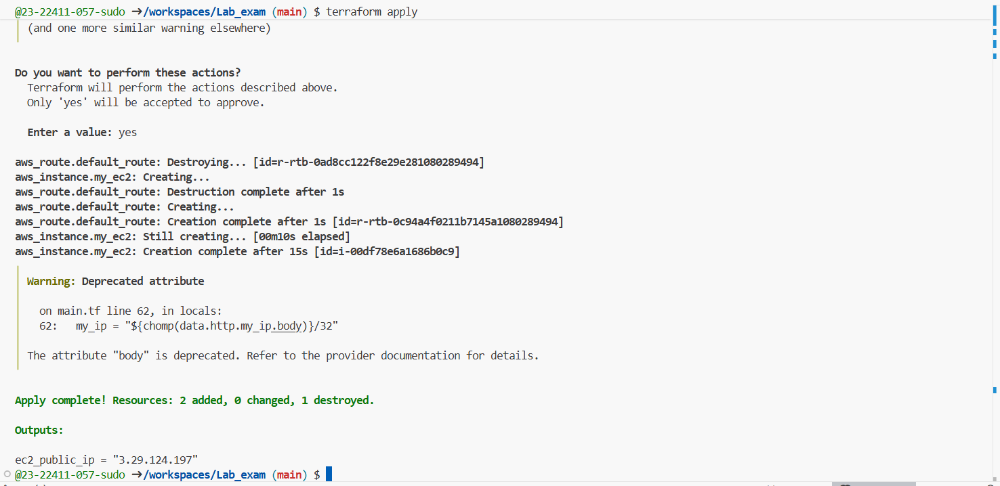 @23-22411-057-sudo ➜/workspaces/Lab_exam (main) $ terraform apply
(and one more similar warning elsewhere)
Do you want to perform these actions?
Terraform will perform the actions described above.
Only 'yes' will be accepted to approve.
Enter a value: yes
aws_route.default_route: Destroying... [id=r-rtb-0ad8cc122f8e29e281080289494]
aws_instance.my_ec2: Creating...
aws_route.default_route: Destruction complete after 1s
aws_route.default_route: Creating...
aws_route.default_route: Creation complete after 1s [id=r-rtb-0c94a4f0211b7145a1080289494]
aws_instance.my_ec2: Still creating... [00m10s elapsed]
aws_instance.my_ec2: Creation complete after 15s [id=i-00df78e6a1686b0c9]
Warning: Deprecated attribute
on main.tf line 62, in locals:
62:   my_ip = "${chomp(data.http.my_ip.body)}/32"
The attribute "body" is deprecated. Refer to the provider documentation for details.
Apply complete! Resources: 2 added, 0 changed, 1 destroyed.
Outputs:
ec2_public_ip = "3.29.124.197"
@23-22411-057-sudo ➜/workspaces/Lab_exam (main) $